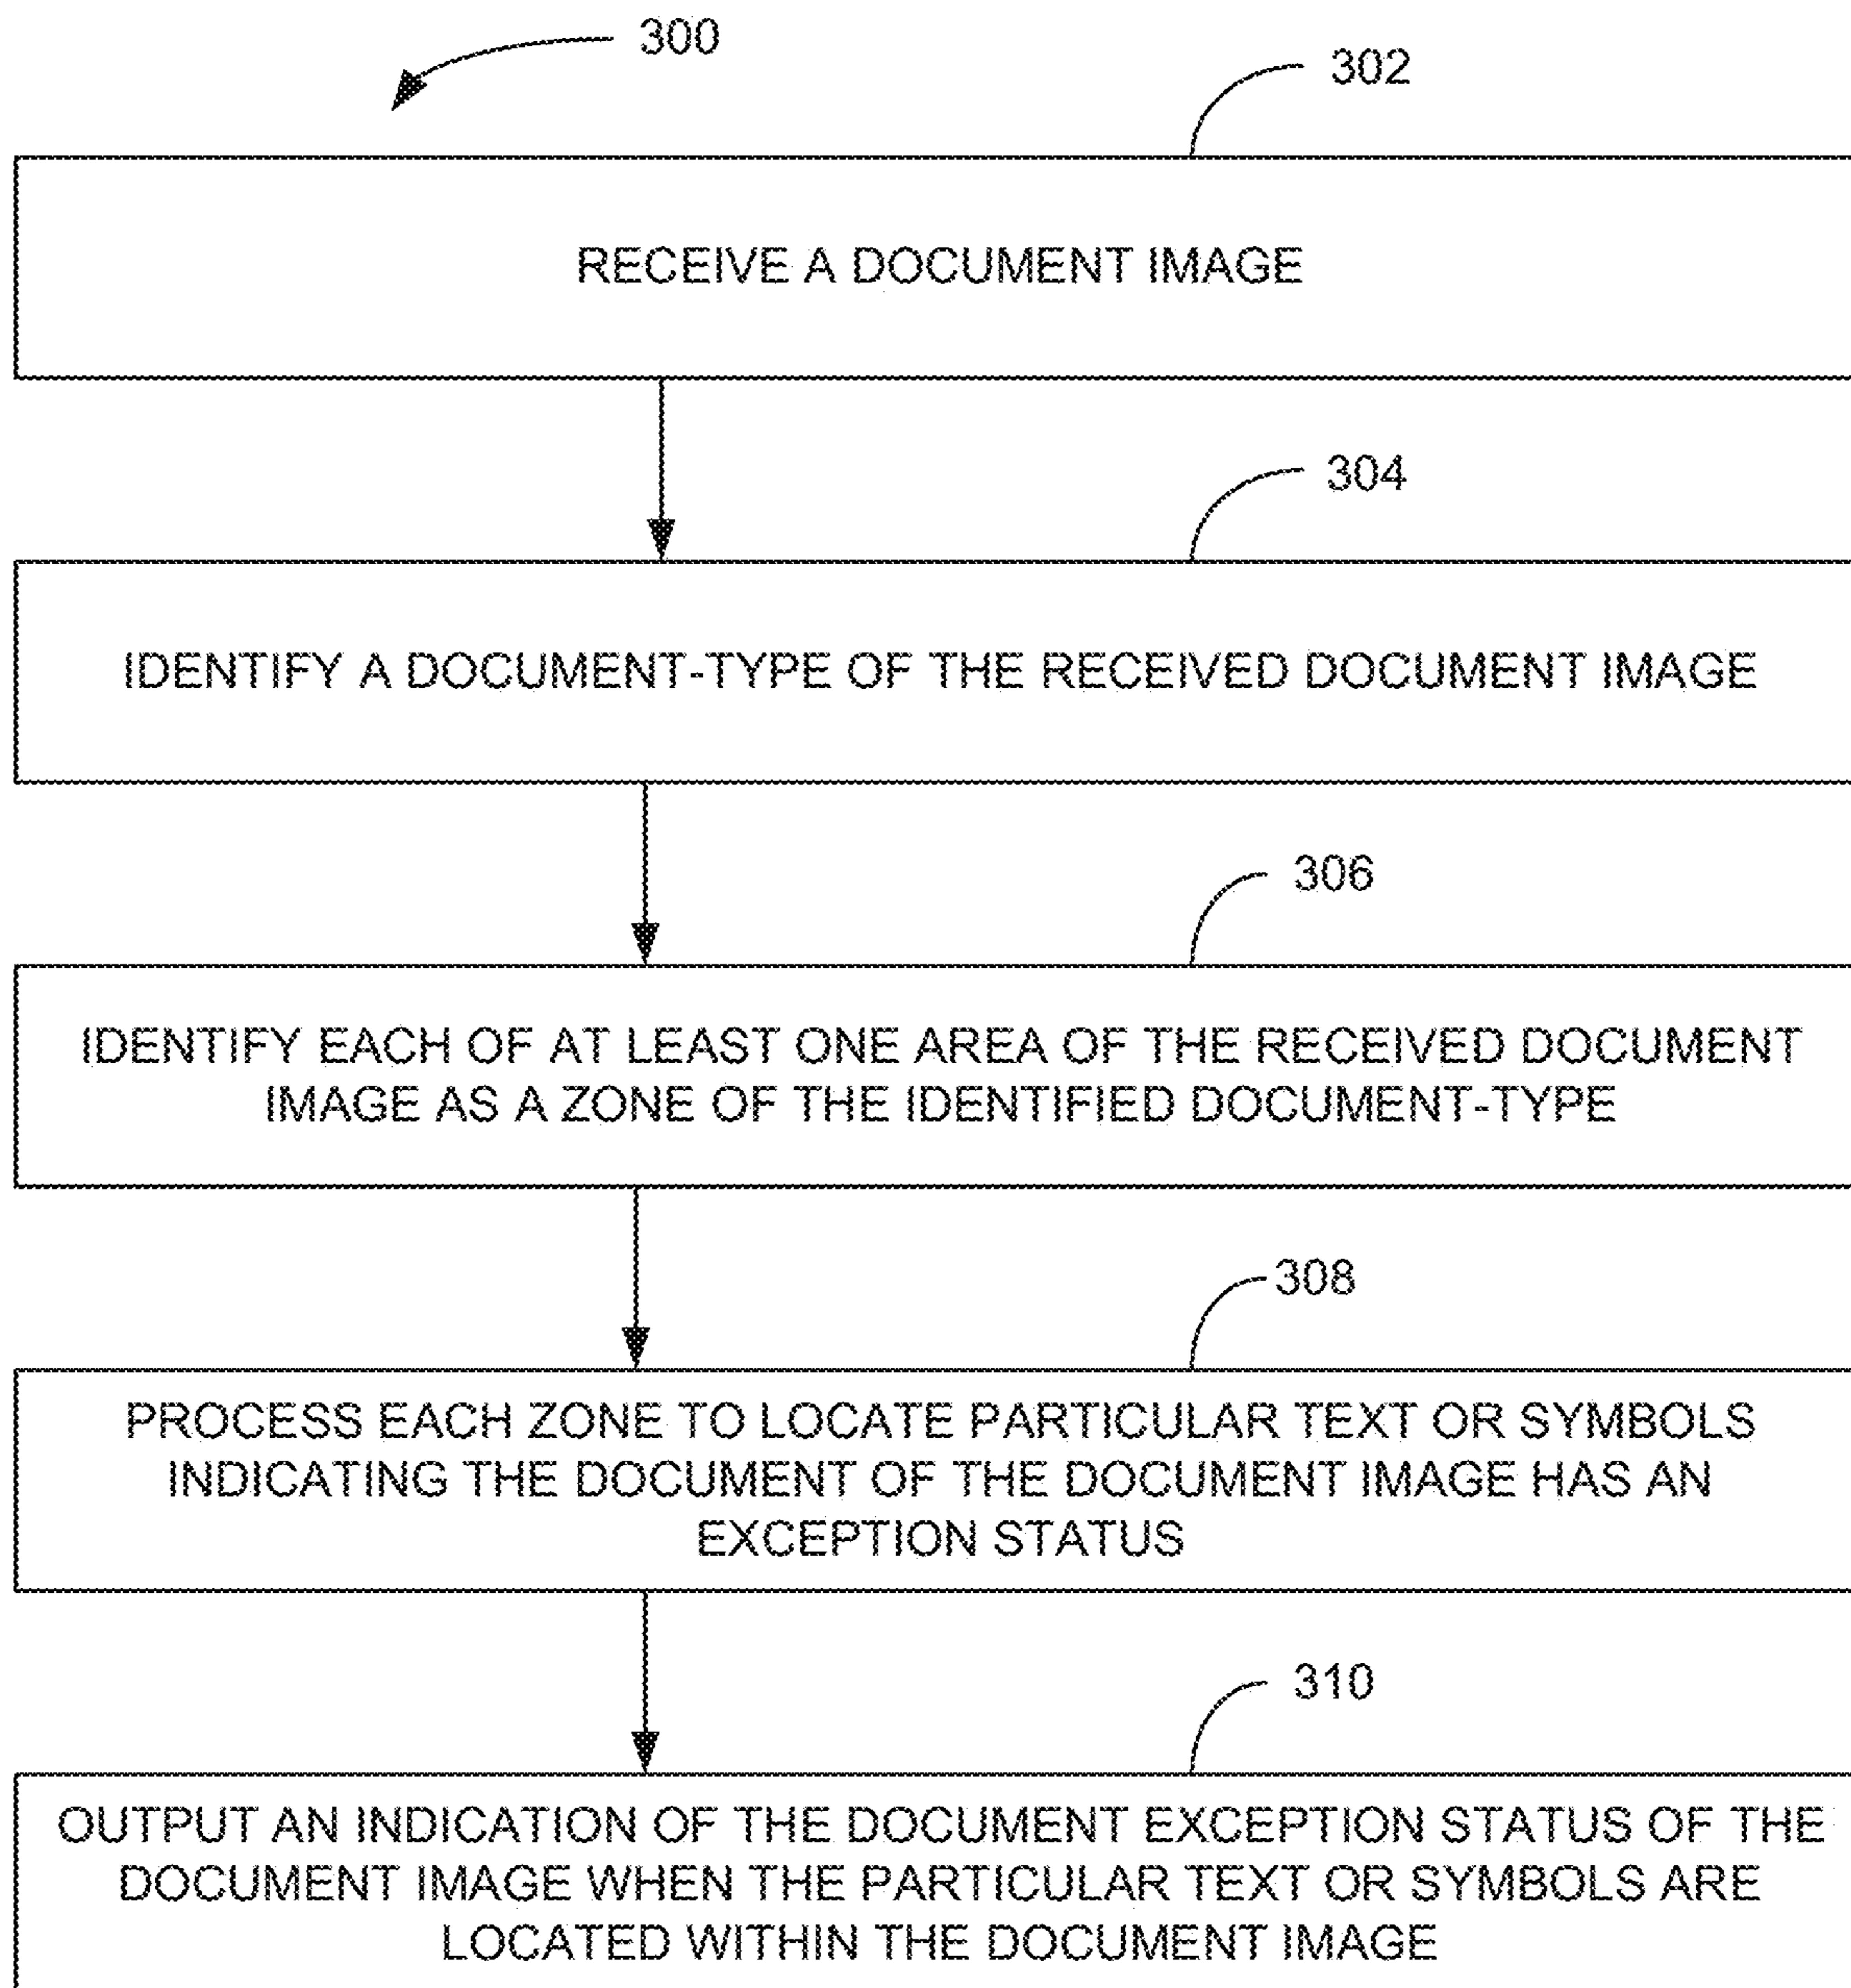 300
302
RECEIVE A DOCUMENT IMAGE
304
IDENTIFY A DOCUMENT-TYPE OF THE RECEIVED DOCUMENT IMAGE
306
IDENTIFY EACH OF AT LEAST ONE AREA OF THE RECEIVED DOCUMENT
IMAGE AS A ZONE OF THE IDENTIFIED DOCUMENT-TYPE
308
PROCESS EACH ZONE TO LOCATE PARTICULAR TEXT OR SYMBOLS
INDICATING THE DOCUMENT OF THE DOCUMENT IMAGE HAS AN
EXCEPTION STATUS
310
OUTPUT AN INDICATION OF THE DOCUMENT EXCEPTION STATUS OF THE
DOCUMENT IMAGE WHEN THE PARTICULAR TEXT OR SYMBOLS ARE
LOCATED WITHIN THE DOCUMENT IMAGE